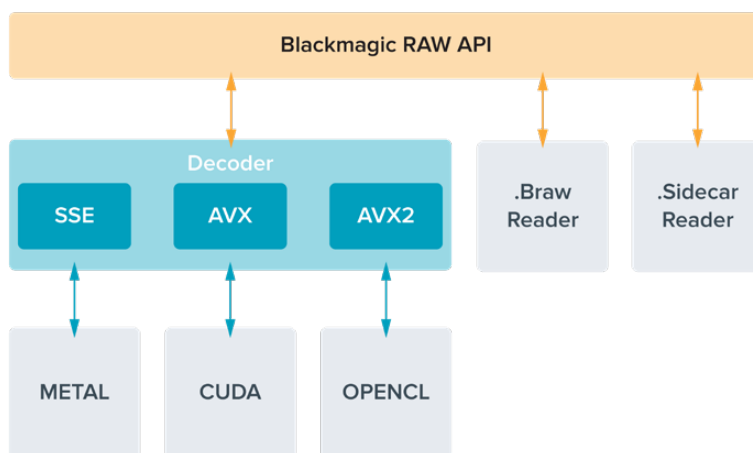 Blackmagic RAW API
Decoder
SSE
AVX
AVX2
.Braw
Reader
.Sidecar
Reader
METAL
CUDA
OPENCL